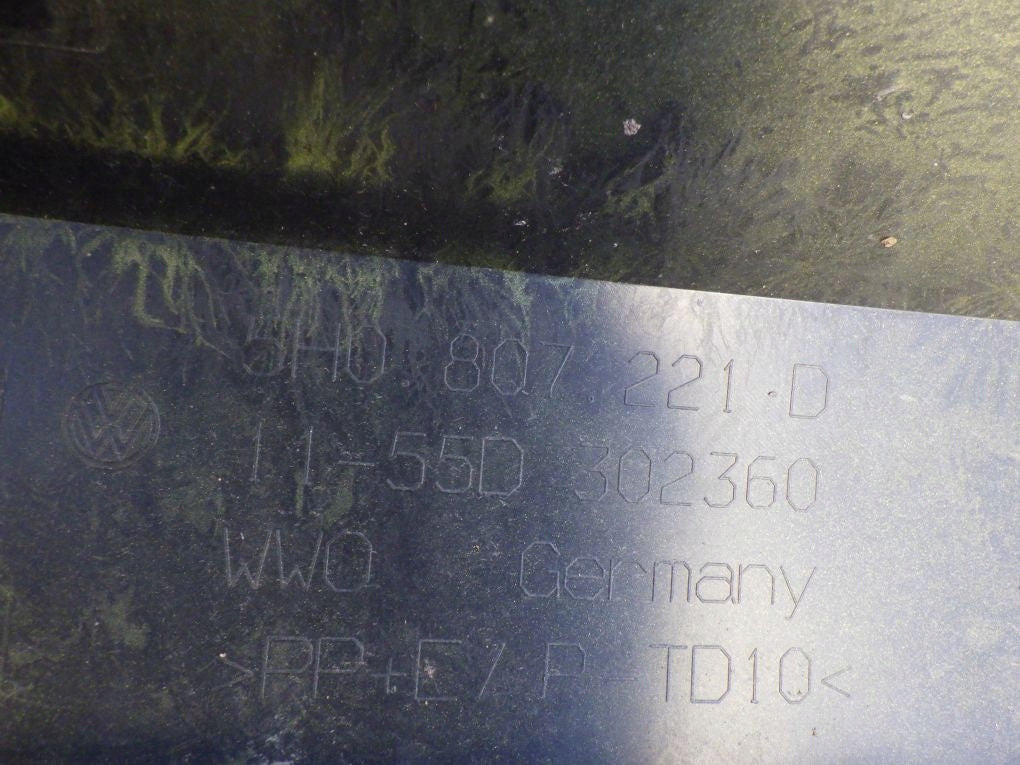 5H0 807.221.D
11-55D 302360
WWO Germany
>PP+E/P-TD10<